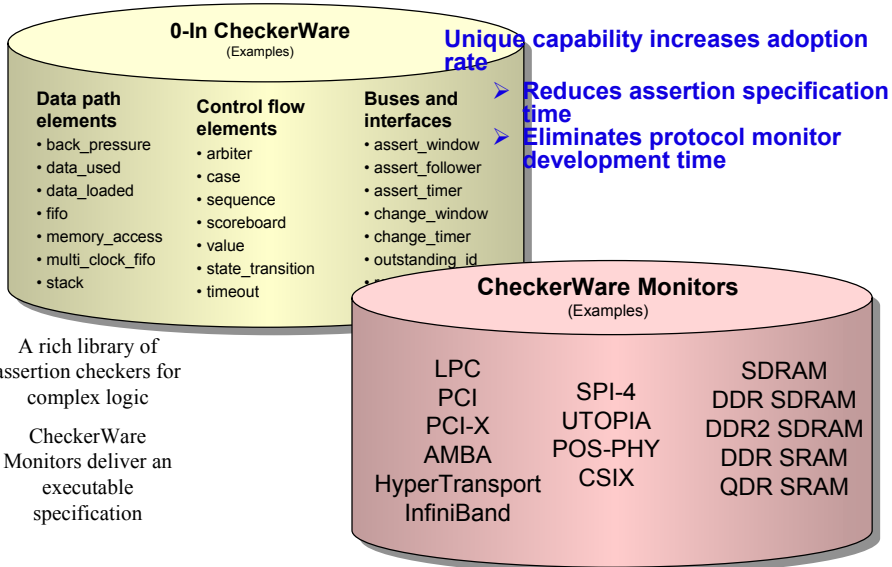 0-In CheckerWare
(Examples)
Unique capability increases adoption
rate
➢ Reduces assertion specification
time
➢ Eliminates protocol monitor
development time
Data path
elements
• back_pressure
• data_used
• data_loaded
• fifo
• memory_access
• multi_clock_fifo
• stack
Control flow
elements
• arbiter
• case
• sequence
• scoreboard
• value
• state_transition
• timeout
Buses and
interfaces
• assert_window
• assert_follower
• assert_timer
• change_window
• change_timer
• outstanding_id
CheckerWare Monitors
(Examples)
LPC
PCI
PCI-X
AMBA
HyperTransport
InfiniBand
SPI-4
UTOPIA
POS-PHY
CSIX
SDRAM
DDR SDRAM
DDR2 SDRAM
DDR SRAM
QDR SRAM
A rich library of
assertion checkers for
complex logic
CheckerWare
Monitors deliver an
executable
specification